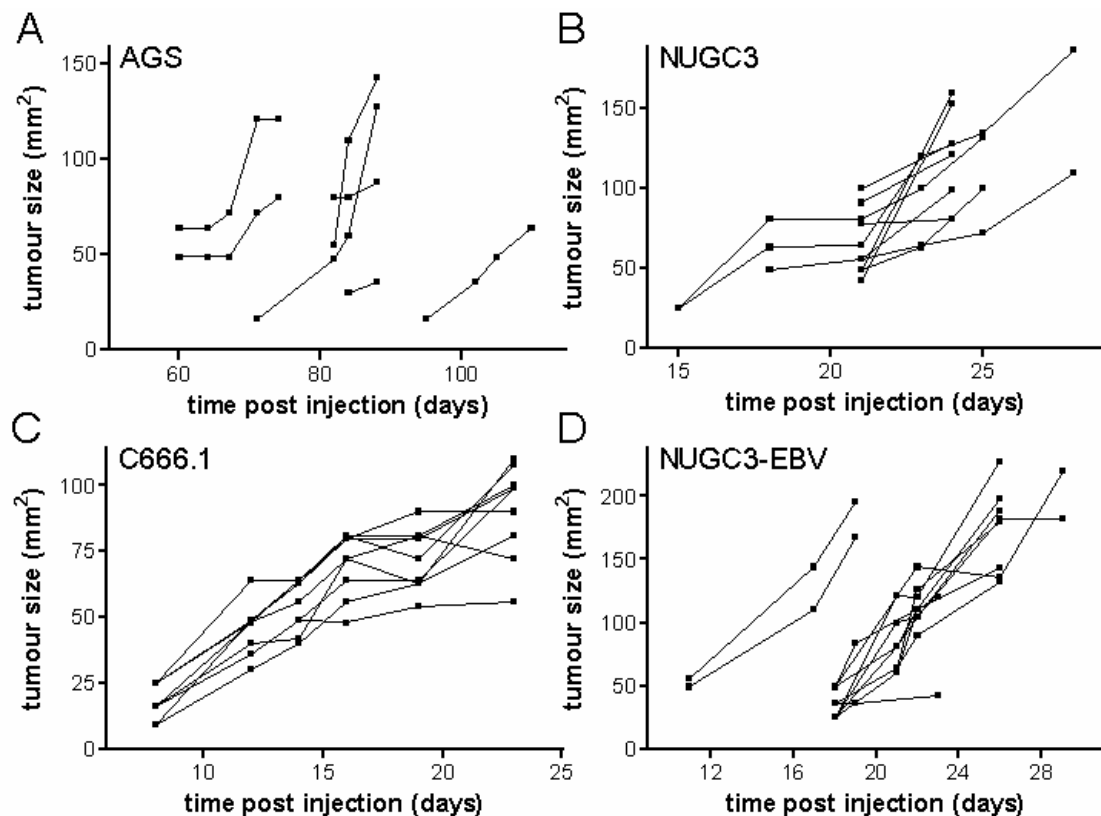 A
AGS
tumour size (mm²)
150
100
50
0
60
80
100
time post injection (days)
B
NUGC3
tumour size (mm²)
150
100
50
0
15
20
25
time post injection (days)
C
C666.1
tumour size (mm²)
100
75
50
25
0
10
15
20
25
time post injection (days)
D
NUGC3-EBV
tumour size (mm²)
200
150
100
50
0
12
16
20
24
28
time post injection (days)